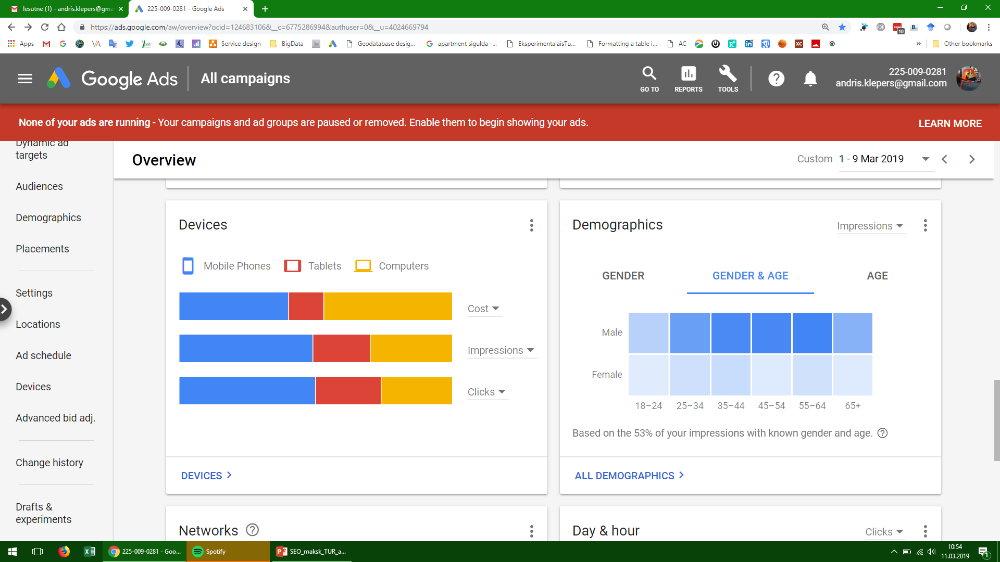 Iesūtne (1) - andris.klepers@gma
225-009-0281 - Google Ads
https://ads.google.com/aw/overview?ocid=124683106&__c=6775286994&authuser=0&__u=4024669794
ABP
10
B.
Apps
Service design
BigData
Geodatabase desig...
apartment sigulda -...
EksperimentalaisTu...
Formatting a table i...
AC
XC
Other bookmarks
Google Ads
All campaigns
GO TO
REPORTS
TOOLS
225-009-0281
andris.klepers@gmail.com
None of your ads are running - Your campaigns and ad groups are paused or removed. Enable them to begin showing your ads.
LEARN MORE
Dynamic ad
targets
Audiences
Demographics
Placements
Settings
Locations
Ad schedule
Devices
Advanced bid adj.
Change history
Drafts &
experiments
Overview
Custom 1 - 9 Mar 2019
Devices
Mobile Phones
Tablets
Computers
Cost
Impressions
Clicks
DEVICES
Demographics
Impressions
GENDER
GENDER & AGE
AGE
Male
Female
18–24
25–34
35–44
45–54
55–64
65+
Based on the 53% of your impressions with known gender and age.
ALL DEMOGRAPHICS
Networks
Day & hour
Clicks
225-009-0281 - Goo...
Spotify
SEO_maksk_TUR_a...
10:54
11.03.2019
1